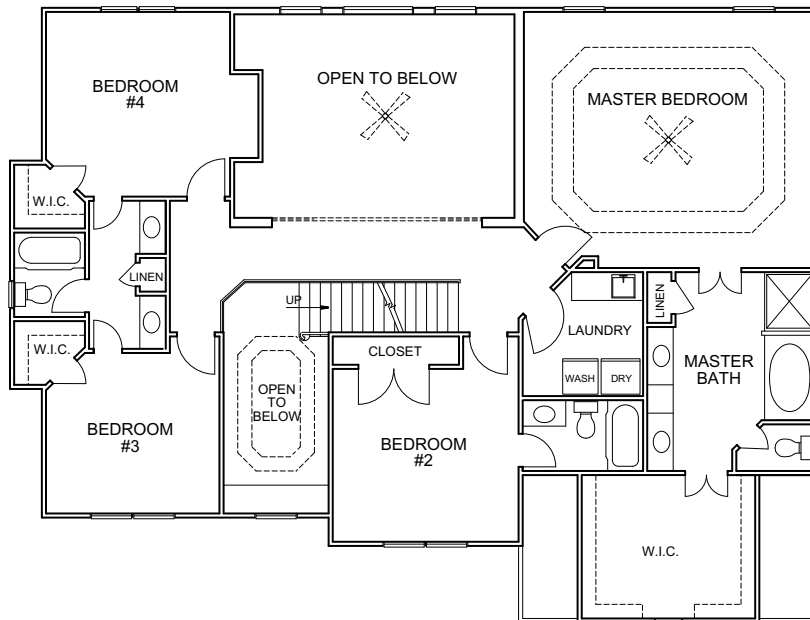 BEDROOM
#4
OPEN TO BELOW
MASTER BEDROOM
W.I.C.
LINEN
UP
LINEN
LAUNDRY
W.I.C.
CLOSET
MASTER
BATH
WASH
DRY
OPEN
TO
BELOW
BEDROOM
#3
BEDROOM
#2
W.I.C.